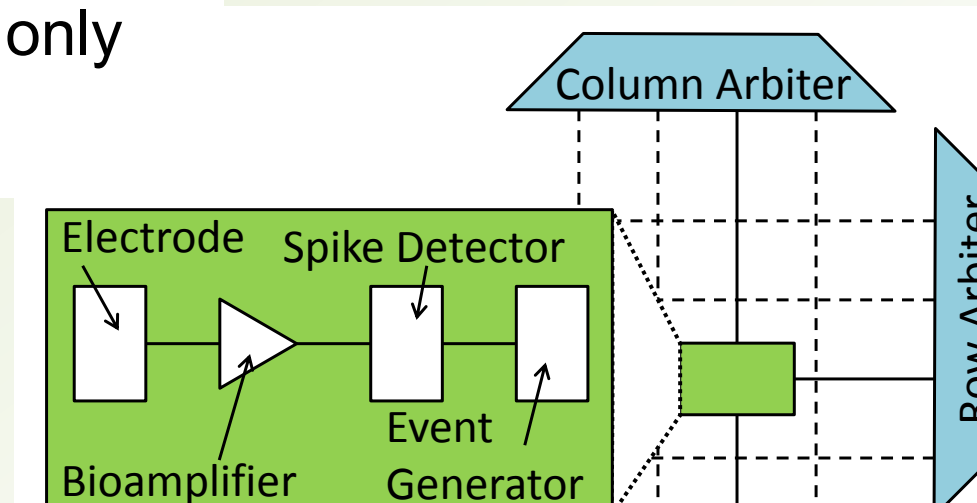 only
Column Arbiter
Row Arbiter
Electrode
Spike Detector
Event
Generator
Bioamplifier